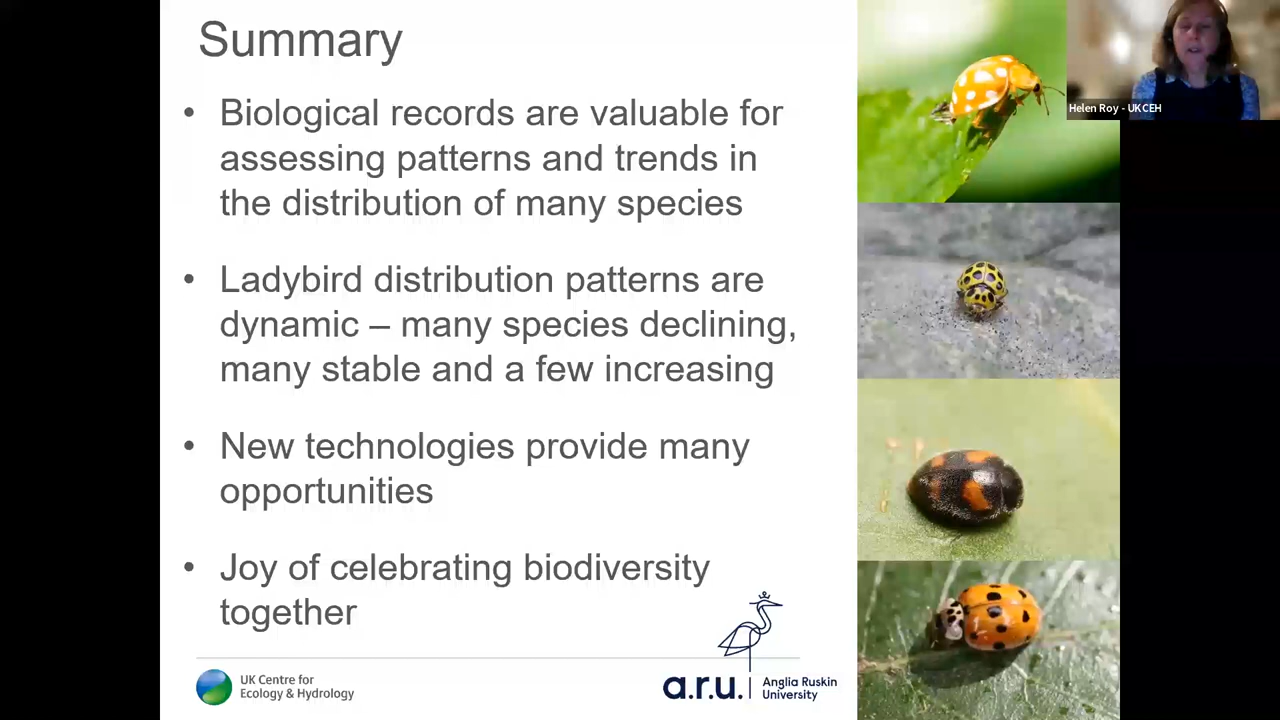 Summary
• Biological records are valuable for
assessing patterns and trends in
the distribution of many species
• Ladybird distribution patterns are
dynamic – many species declining,
many stable and a few increasing
• New technologies provide many
opportunities
• Joy of celebrating biodiversity
together
UK Centre for
Ecology & Hydrology
a.r.u.
Anglia Ruskin
University
Helen Roy - UKCEH